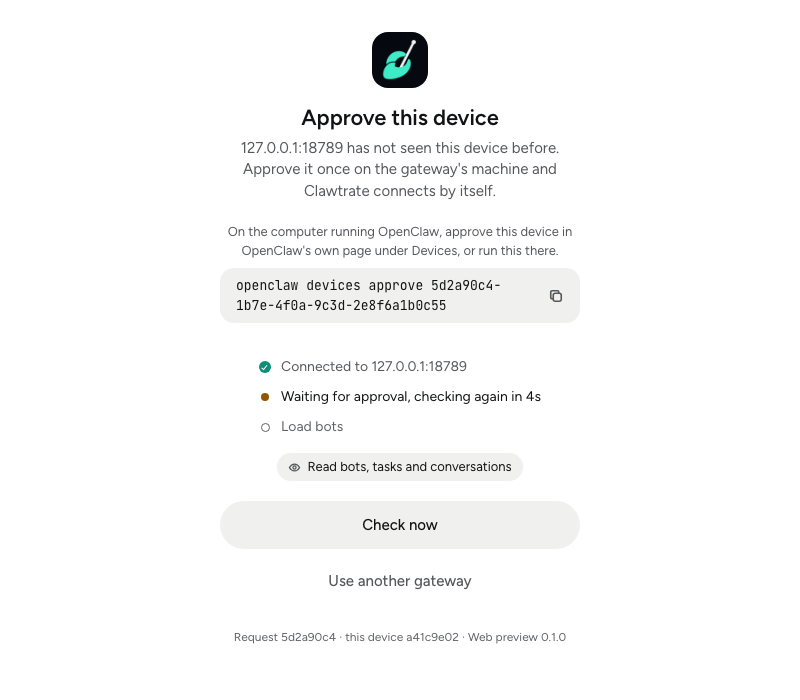 Approve this device
127.0.0.1:18789 has not seen this device before.
Approve it once on the gateway's machine and
Clawtrate connects by itself.
On the computer running OpenClaw, approve this device in
OpenClaw's own page under Devices, or run this there.
openclaw devices approve 5d2a90c4-
1b7e-4f0a-9c3d-2e8f6a1b0c55
Connected to 127.0.0.1:18789
Waiting for approval, checking again in 4s
Load bots
Read bots, tasks and conversations
Check now
Use another gateway
Request 5d2a90c4 · this device a41c9e02 · Web preview 0.1.0